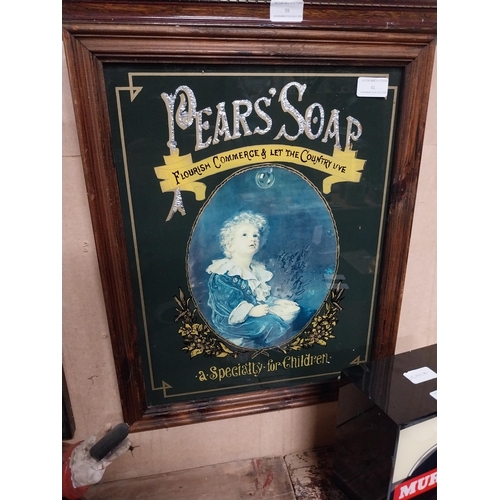 PEARS' SOAP
FLOURISH COMMERCE & LET THE COUNTRY LIVE
a Specialty for Children
MUR